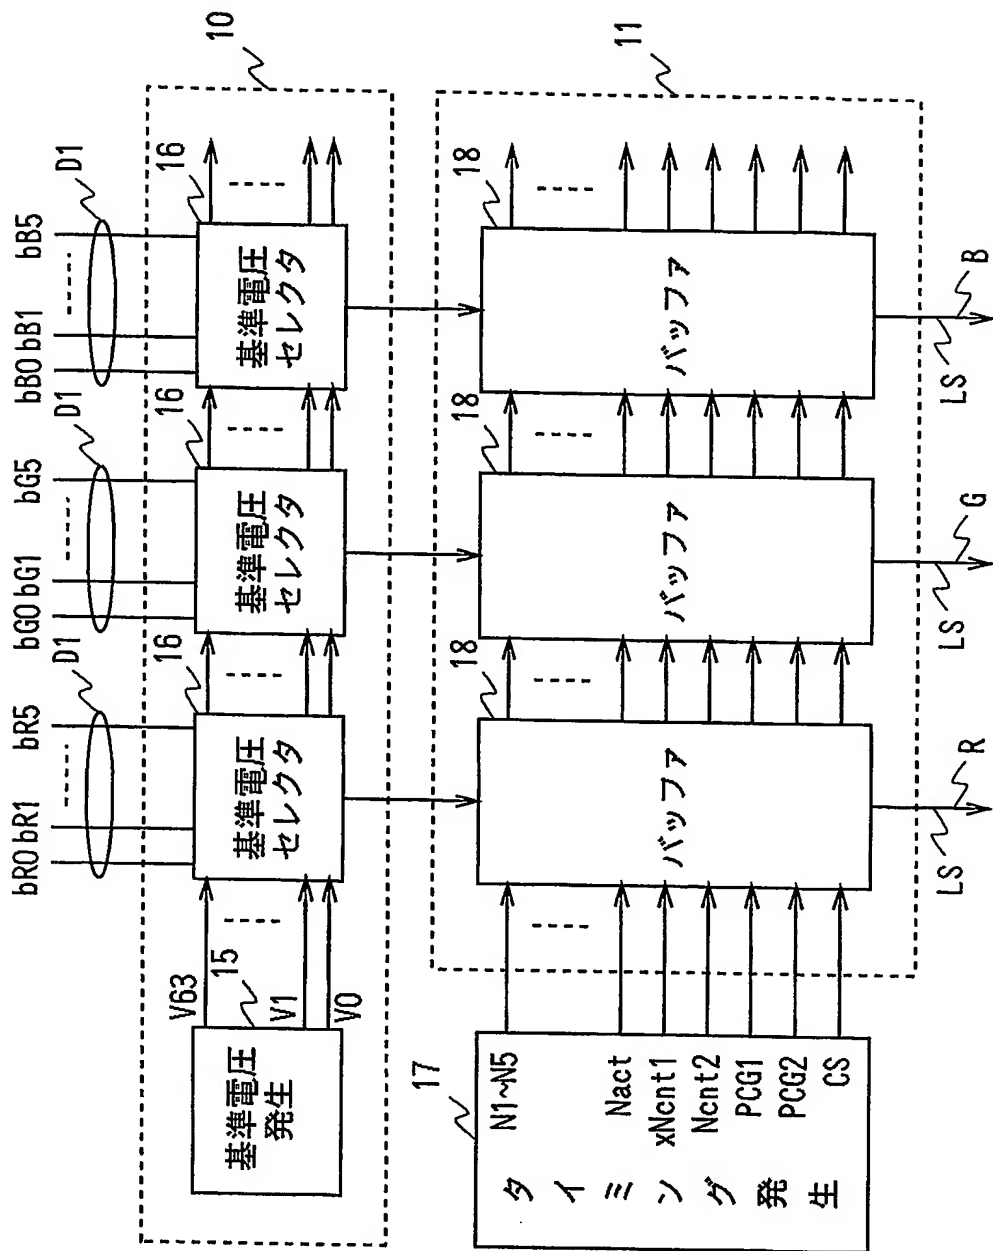 bR0 bR1 bR5
D1
bG0 bG1 bG5
D1
bB0 bB1 bB5
D1
10
V63
15
V1
V0
基準電圧
発生
16
基準電圧
セレクタ
16
基準電圧
セレクタ
16
基準電圧
セレクタ
11
17
タイミング発生
N1~N5
Nact
xNcnt1
Ncnt2
PCG1
PCG2
CS
18
バッファ
18
バッファ
18
バッファ
LS R
LS G
LS B